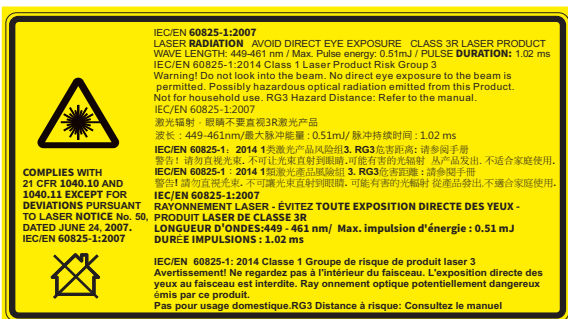 IEC/EN 60825-1:2007
LASER RADIATION AVOID DIRECT EYE EXPOSURE CLASS 3R LASER PRODUCT
WAVE LENGTH: 449-461 nm / Max. Pulse energy: 0.51mJ / PULSE DURATION: 1.02 ms
IEC/EN 60825-1:2014 Class 1 Laser Product Risk Group 3
Warning! Do not look into the beam. No direct eye exposure to the beam is
permitted. Possibly hazardous optical radiation emitted from this Product.
Not for household use. RG3 Hazard Distance: Refer to the manual.
IEC/EN 60825-1:2007
激光辐射，眼睛不要直视3R激光产品
波长：449-461nm/最大脉冲能量：0.51mJ/ 脉冲持续时间：1.02 ms
IEC/EN 60825-1：2014 1类激光产品风险组3. RG3危害距离: 请参阅手册
警告！请勿直视光束. 不可让光束直射到眼睛.可能有害的光辐射 丛产品发出. 不适合家庭使用.
IEC/EN 60825-1：2014 1類激光產品風險組 3. RG3危害距離：請參閱手冊
警告! 請勿直視光束. 不可讓光束直射到眼睛. 可能有害的光輻射 從產品發出.不適合家庭使用.
IEC/EN 60825-1:2007
RAYONNEMENT LASER - ÉVITEZ TOUTE EXPOSITION DIRECTE DES YEUX -
PRODUIT LASER DE CLASSE 3R
LONGUEUR D'ONDES:449 - 461 nm/ Max. impulsion d'énergie : 0.51 mJ
DURÉE IMPULSIONS : 1.02 ms
IEC/EN 60825-1: 2014 Classe 1 Groupe de risque de produit laser 3
Avertissement! Ne regardez pas à l'intérieur du faisceau. L'exposition directe des
yeux au faisceau est interdite. Ray onnement optique potentiellement dangereux
émis par ce produit.
Pas pour usage domestique.RG3 Distance à risque: Consultez le manuel
COMPLIES WITH
21 CFR 1040.10 AND
1040.11 EXCEPT FOR
DEVIATIONS PURSUANT
TO LASER NOTICE No. 50,
DATED JUNE 24, 2007.
IEC/EN 60825-1:2007